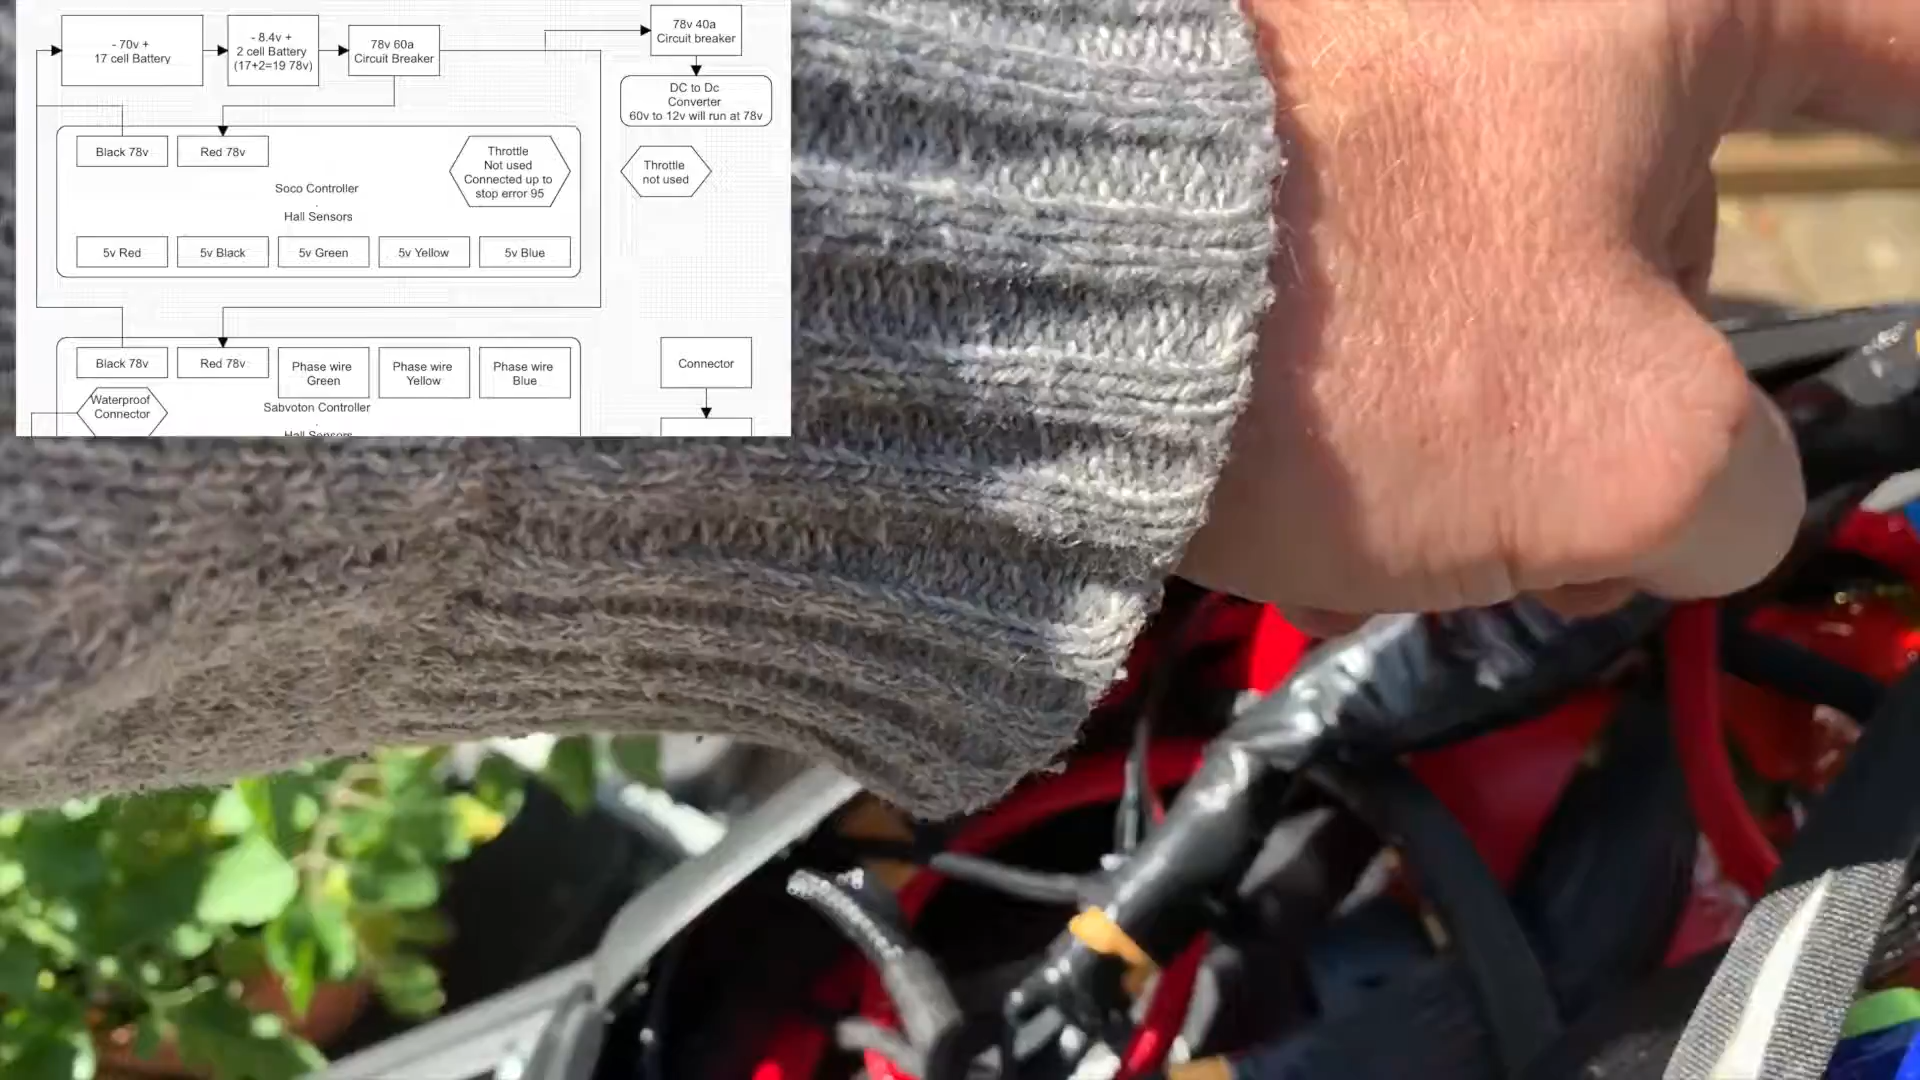 - 70v +
17 cell Battery
- 8.4v +
2 cell Battery
(17+2=19 78v)
78v 60a
Circuit Breaker
78v 40a
Circuit breaker
DC to Dc
Converter
60v to 12v will run at 78v
Black 78v
Red 78v
Throttle
Not used
Connected up to
stop error 95
Throttle
not used
Soco Controller
.
Hall Sensors
5v Red
5v Black
5v Green
5v Yellow
5v Blue
Black 78v
Red 78v
Phase wire
Green
Phase wire
Yellow
Phase wire
Blue
Connector
Waterproof
Connector
Sabvoton Controller
.
Hall Sensors